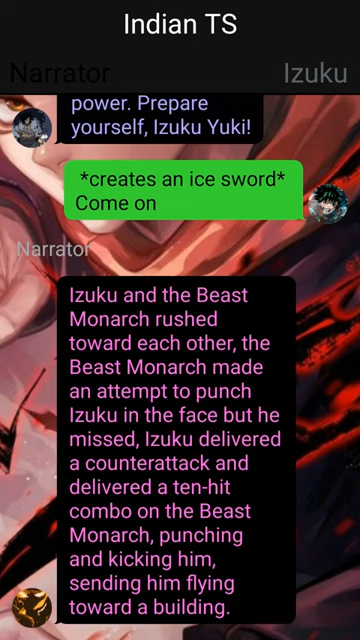 Indian TS
Narrator
Izuku
power. Prepare
yourself, Izuku Yuki!
*creates an ice sword*
Come on
Narrator
Izuku and the Beast
Monarch rushed
toward each other, the
Beast Monarch made
an attempt to punch
Izuku in the face but he
missed, Izuku delivered
a counterattack and
delivered a ten-hit
combo on the Beast
Monarch, punching
and kicking him,
sending him flying
toward a building.